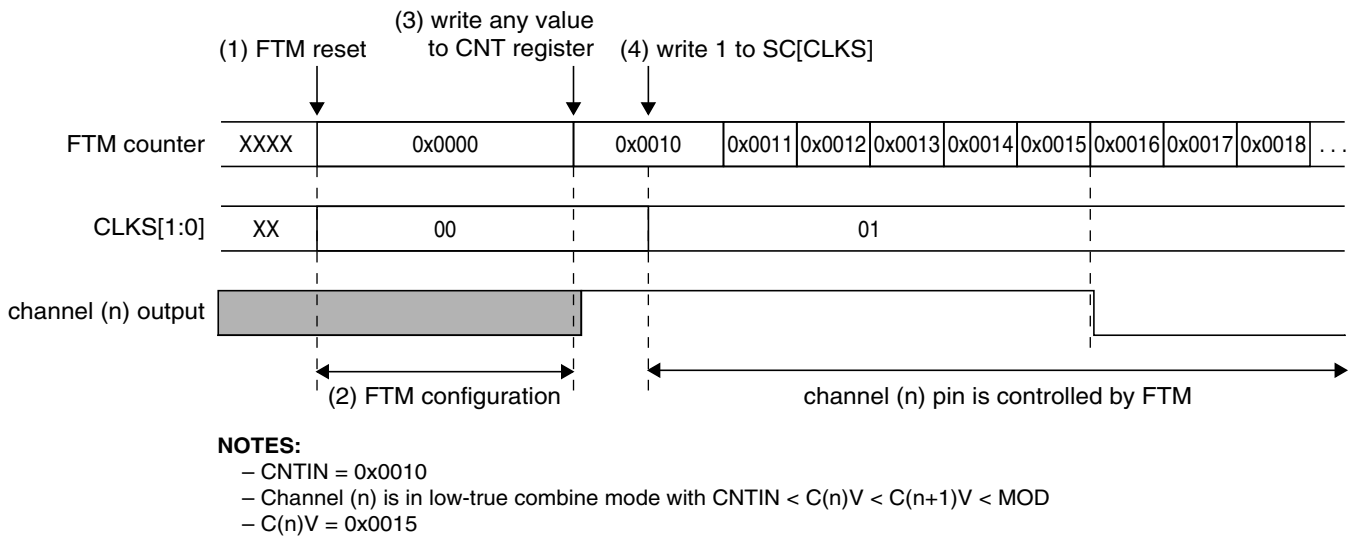 (3) write any value
(1) FTM reset to CNT register (4) write 1 to SC[CLKS]
FTM counter XXXX 0x0000 0x0010 0x0011 0x0012 0x0013 0x0014 0x0015 0x0016 0x0017 0x0018 . . .
CLKS[1:0] XX 00 01
channel (n) output
(2) FTM configuration channel (n) pin is controlled by FTM
NOTES:
– CNTIN = 0x0010
– Channel (n) is in low-true combine mode with CNTIN < C(n)V < C(n+1)V < MOD
– C(n)V = 0x0015